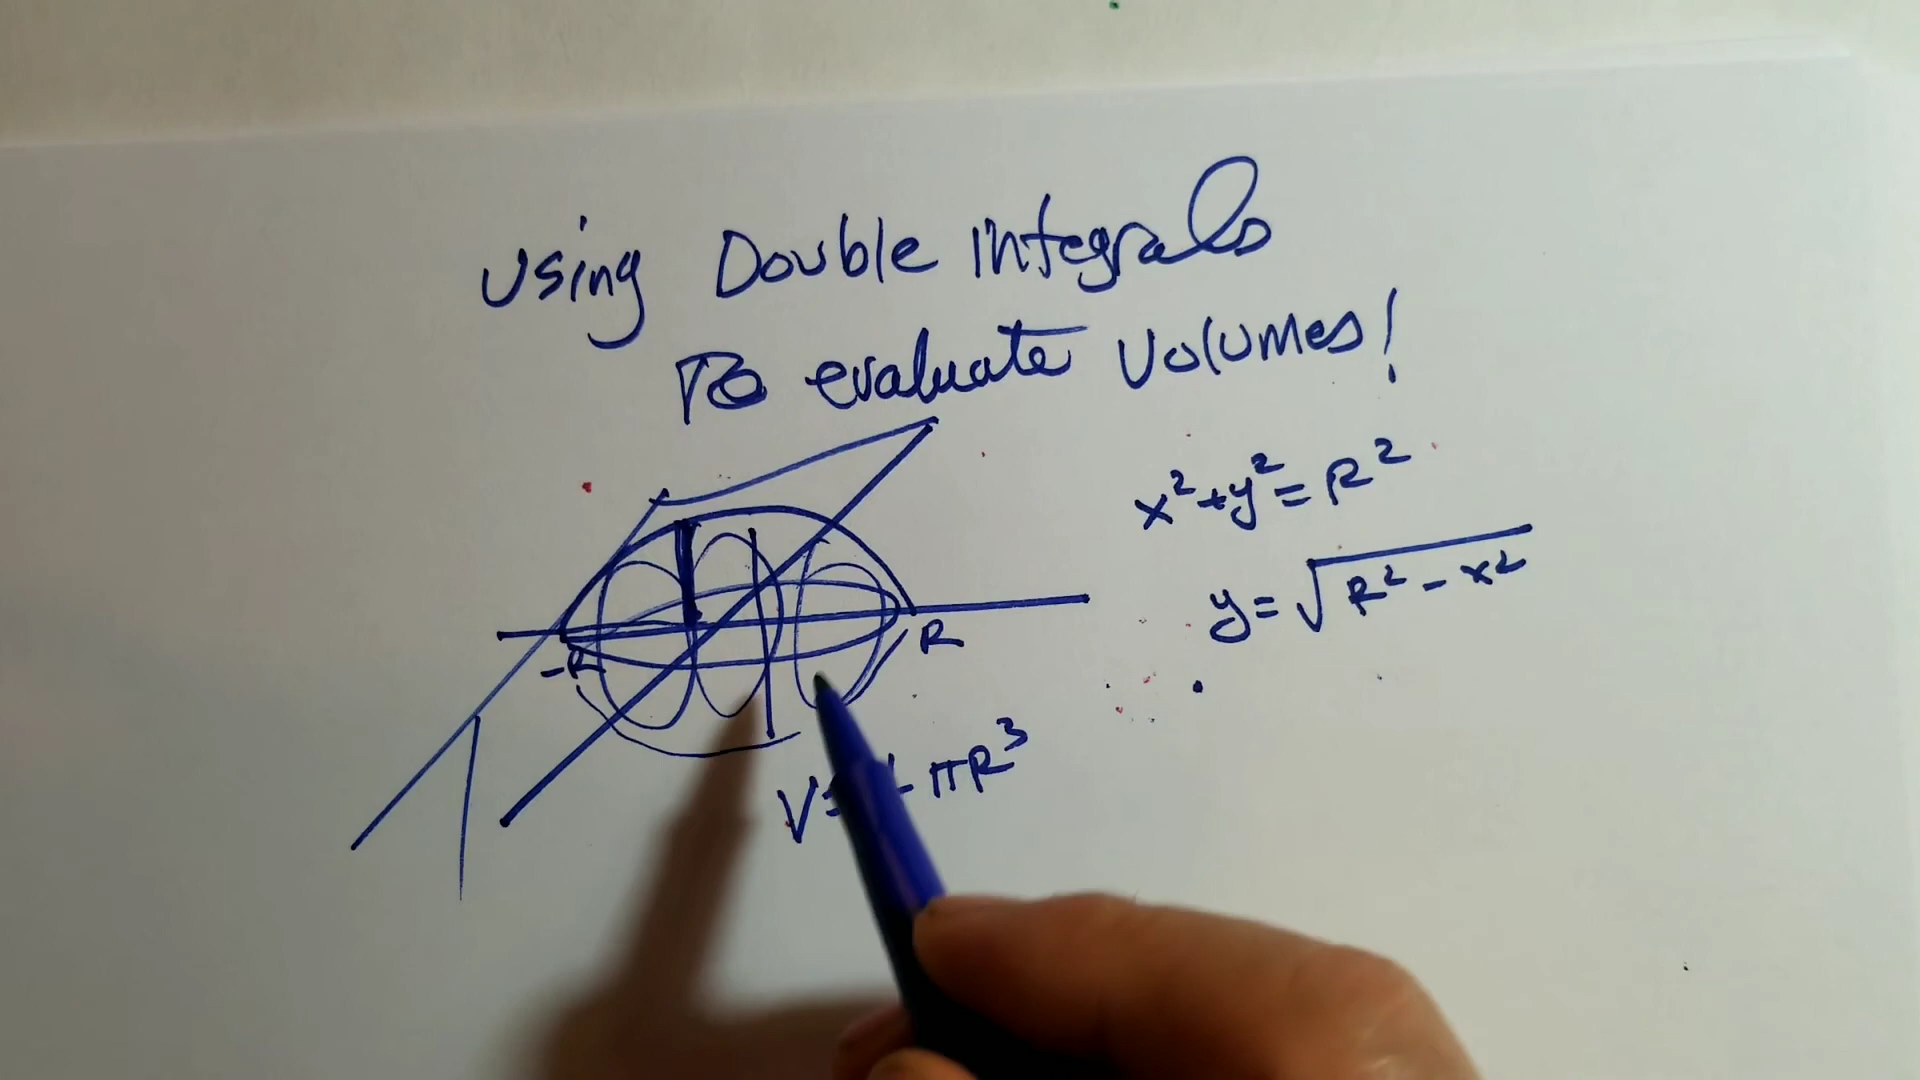 Using Double integrals
To evaluate volumes!
x²+y²=R²
y=√R²-x²
-R
R
V= πR³